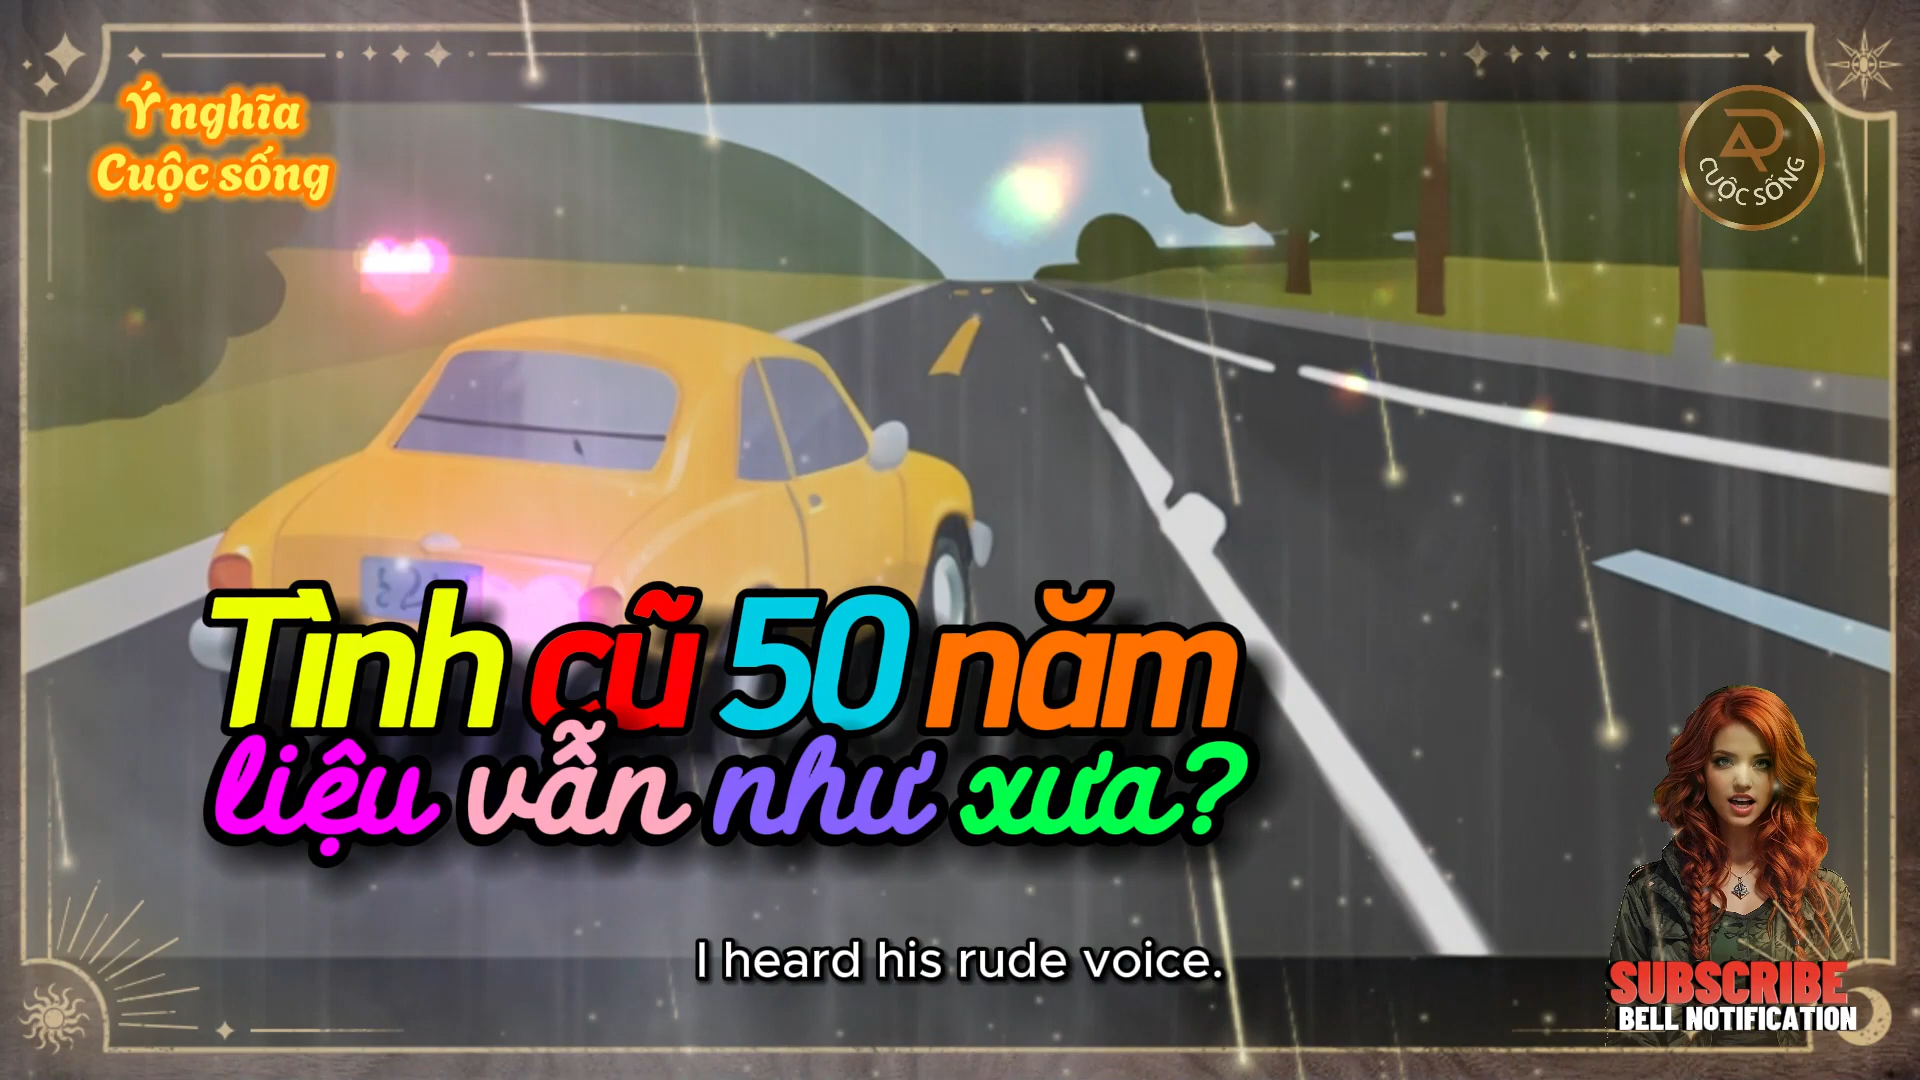 Ý nghĩa
Cuộc sống
CUỘC SỐNG
Tình cũ 50 năm
liệu vẫn như xưa?
I heard his rude voice.
SUBSCRIBE
BELL NOTIFICATION